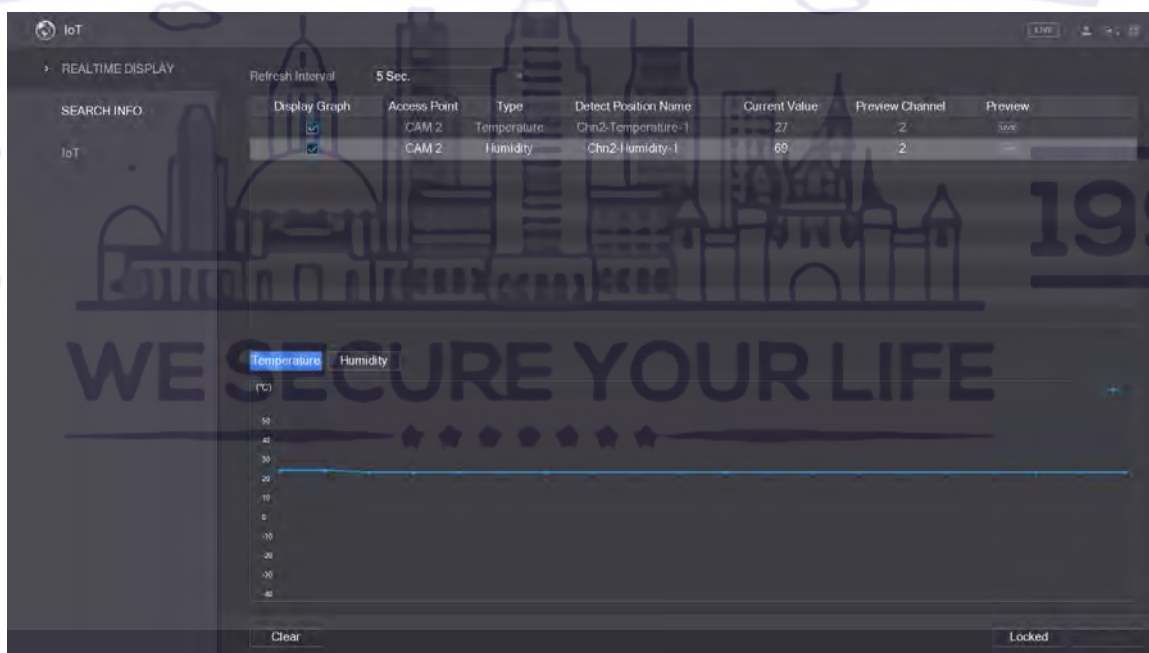 IoT LIVE
REALTIME DISPLAY
SEARCH INFO
IoT
Refresh Interval 5 Sec.
Display Graph Access Point Type Detect Position Name Current Value Preview Channel Preview
CAM 2 Temperature Chn2-Temperature-1 27 2 LIVE
CAM 2 Humidity Chn2-Humidity-1 69 2
19
WE SECURE YOUR LIFE
Temperature Humidity
(°C)
50
40
30
20
10
0
-10
-20
-30
-40
Clear Locked